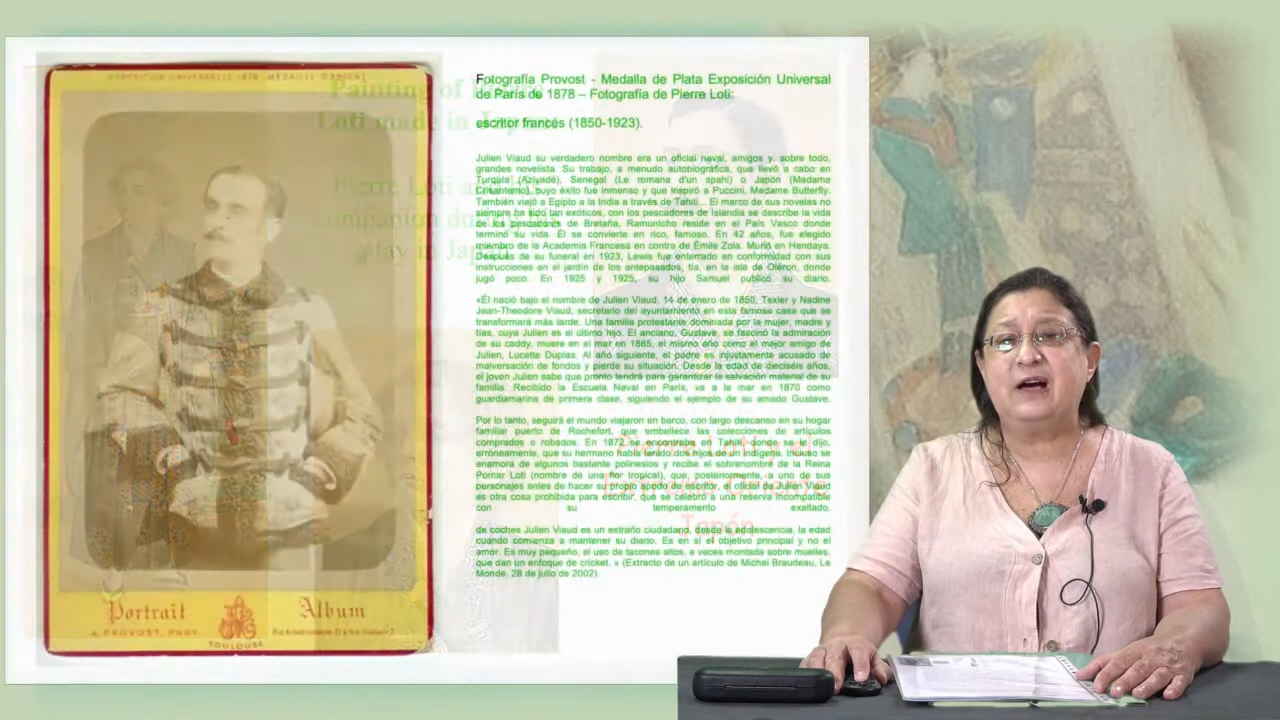 EXPOSITION UNIVERSELLE 1878 MEDAILLE D'ARGENT
Painting of
Loti made in Japan
Pierre Loti
companion during
stay in Japan
Portrait Album
A. PROVOST, PHOT.
TOULOUSE
Fotografía Provost - Medalla de Plata Exposición Universal
de París de 1878 – Fotografía de Pierre Loti:
escritor francés (1850-1923).
Julien Viaud su verdadero nombre era un oficial naval, amigos y, sobre todo,
grandes novelista. Su trabajo, a menudo autobiográfica, que llevó a cabo en
Turquía (Aziyadé), Senegal (Le romana d'un spahi) o Japón (Madame
Crisantemo), cuyo éxito fue inmenso y que inspiró a Puccini, Madame Butterfly.
También viajó a Egipto a la India a través de Tahití... El marco de sus novelas no
siempre ha sido tan exóticos, con los pescadores de Islandia se describe la vida
de los pescadores de Bretaña, Ramuntcho reside en el País Vasco donde
terminó su vida. Él se convierte en rico, famoso. En 42 años, fue elegido
miembro de la Academia Francesa en contra de Émile Zola. Murió en Hendaya.
Después de su funeral en 1923, Lewis fue enterrado en conformidad con sus
instrucciones en el jardín de los antepasados, tía, en la isla de Oléron, donde
jugó poco. En 1925 y 1925, su hijo Samuel publicó su diario.
«Él nació bajo el nombre de Julien Viaud, 14 de enero de 1850, Texier y Nadine
Jean-Theodore Viaud, secretario del ayuntamiento en esta famosa casa que se
transformará más tarde. Una familia protestante dominada por la mujer, madre y
tías, cuya Julien es el último hijo. El anciano, Gustave, se fascinó la admiración
de su caddy, muere en el mar en 1865, el mismo año como el mejor amigo de
Julien, Lucette Duplas. Al año siguiente, el padre es injustamente acusado de
malversación de fondos y pierde su situación. Desde la edad de dieciséis años,
el joven Julien sabe que pronto tendrá para garantizar la salvación material de su
familia. Recibido la Escuela Naval en París, va a la mar en 1870 como
guardiamarina de primera clase, siguiendo el ejemplo de su amado Gustave.
Por lo tanto, seguirá el mundo viajaron en barco, con largo descanso en su hogar
familiar puerto de Rochefort, que embellece las colecciones de artículos
comprados o robados. En 1872 se encontraba en Tahití, donde se le dijo,
erróneamente, que su hermano había tenido dos hijos de un indígena. Incluso se
enamora de algunos bastante polinesios y recibe el sobrenombre de la Reina
Pomar Loti (nombre de una flor tropical), que, posteriormente, a uno de sus
personajes antes de hacer su propio apodo de escritor, el oficial de Julien Viaud
es otra cosa prohibida para escribir, que se celebró a una reserva incompatible
con su temperamento exaltado.
de coches Julien Viaud es un extraño ciudadano, desde la adolescencia, la edad
cuando comienza a mantener su diario. Es en sí el objetivo principal y no el
amor. Es muy pequeño, el uso de tacones altos, a veces montada sobre muelles,
que dan un enfoque de cricket. » (Extracto de un artículo de Michel Braudeau, Le
Monde, 28 de julio de 2002)
Japón